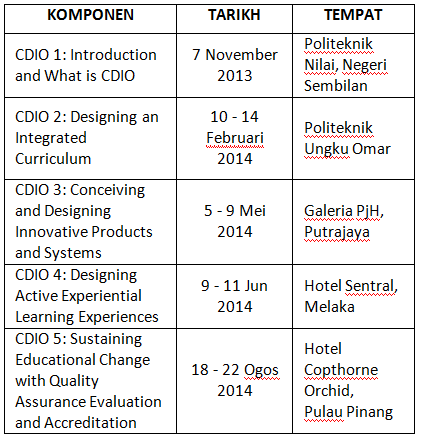 KOMPONEN TARIKH TEMPAT
CDIO 1: Introduction
and What is CDIO
7 November
2013
Politeknik
Nilai, Negeri
Sembilan
CDIO 2: Designing an
Integrated
Curriculum
10 - 14
Februari
2014
Politeknik
Ungku Omar
CDIO 3: Conceiving
and Designing
Innovative Products
and Systems
5 - 9 Mei
2014
Galeria PjH,
Putrajaya
CDIO 4: Designing
Active Experiential
Learning Experiences
9 - 11 Jun
2014
Hotel Sentral,
Melaka
CDIO 5: Sustaining
Educational Change
with Quality
Assurance Evaluation
and Accreditation
18 - 22 Ogos
2014
Hotel
Copthorne
Orchid,
Pulau Pinang